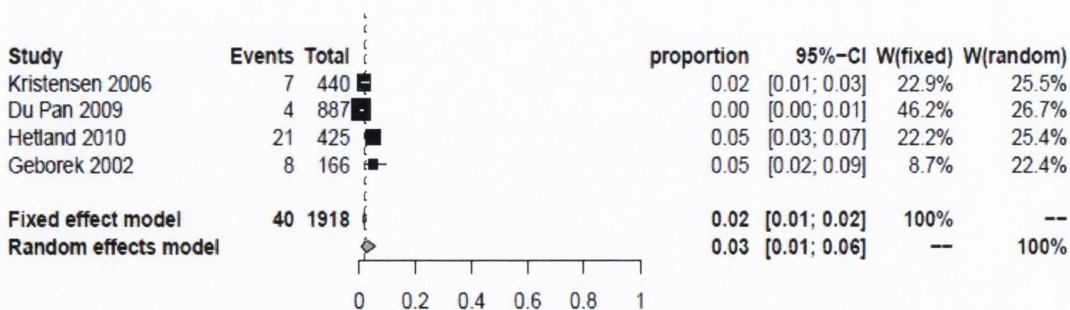 Study Events Total proportion 95%-CI W(fixed) W(random)
Kristensen 2006 7 440 0.02 [0.01; 0.03] 22.9% 25.5%
Du Pan 2009 4 887 0.00 [0.00; 0.01] 46.2% 26.7%
Hetland 2010 21 425 0.05 [0.03; 0.07] 22.2% 25.4%
Geborek 2002 8 166 0.05 [0.02; 0.09] 8.7% 22.4%
Fixed effect model 40 1918 0.02 [0.01; 0.02] 100% --
Random effects model 0.03 [0.01; 0.06] -- 100%
0 0.2 0.4 0.6 0.8 1